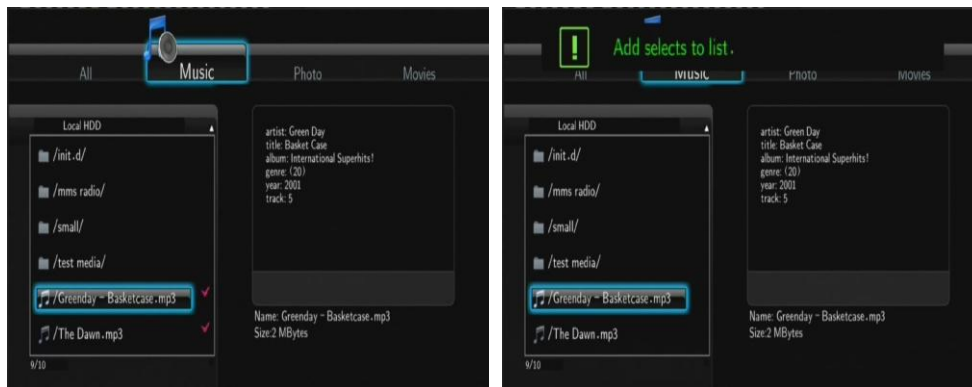 All
Music
Photo
Movies
Local HDD
/init.d/
/mms radio/
/small/
/test media/
/Greenday - Basketcase.mp3
/The Dawn.mp3
9/10
artist: Green Day
title: Basket Case
album: International Superhits!
genre: (20)
year: 2001
track: 5
Name: Greenday - Basketcase.mp3
Size:2 MBytes
Add selects to list.
All
Music
Photo
Movies
Local HDD
/init.d/
/mms radio/
/small/
/test media/
/Greenday - Basketcase.mp3
/The Dawn.mp3
9/10
artist: Green Day
title: Basket Case
album: International Superhits!
genre: (20)
year: 2001
track: 5
Name: Greenday - Basketcase.mp3
Size:2 MBytes